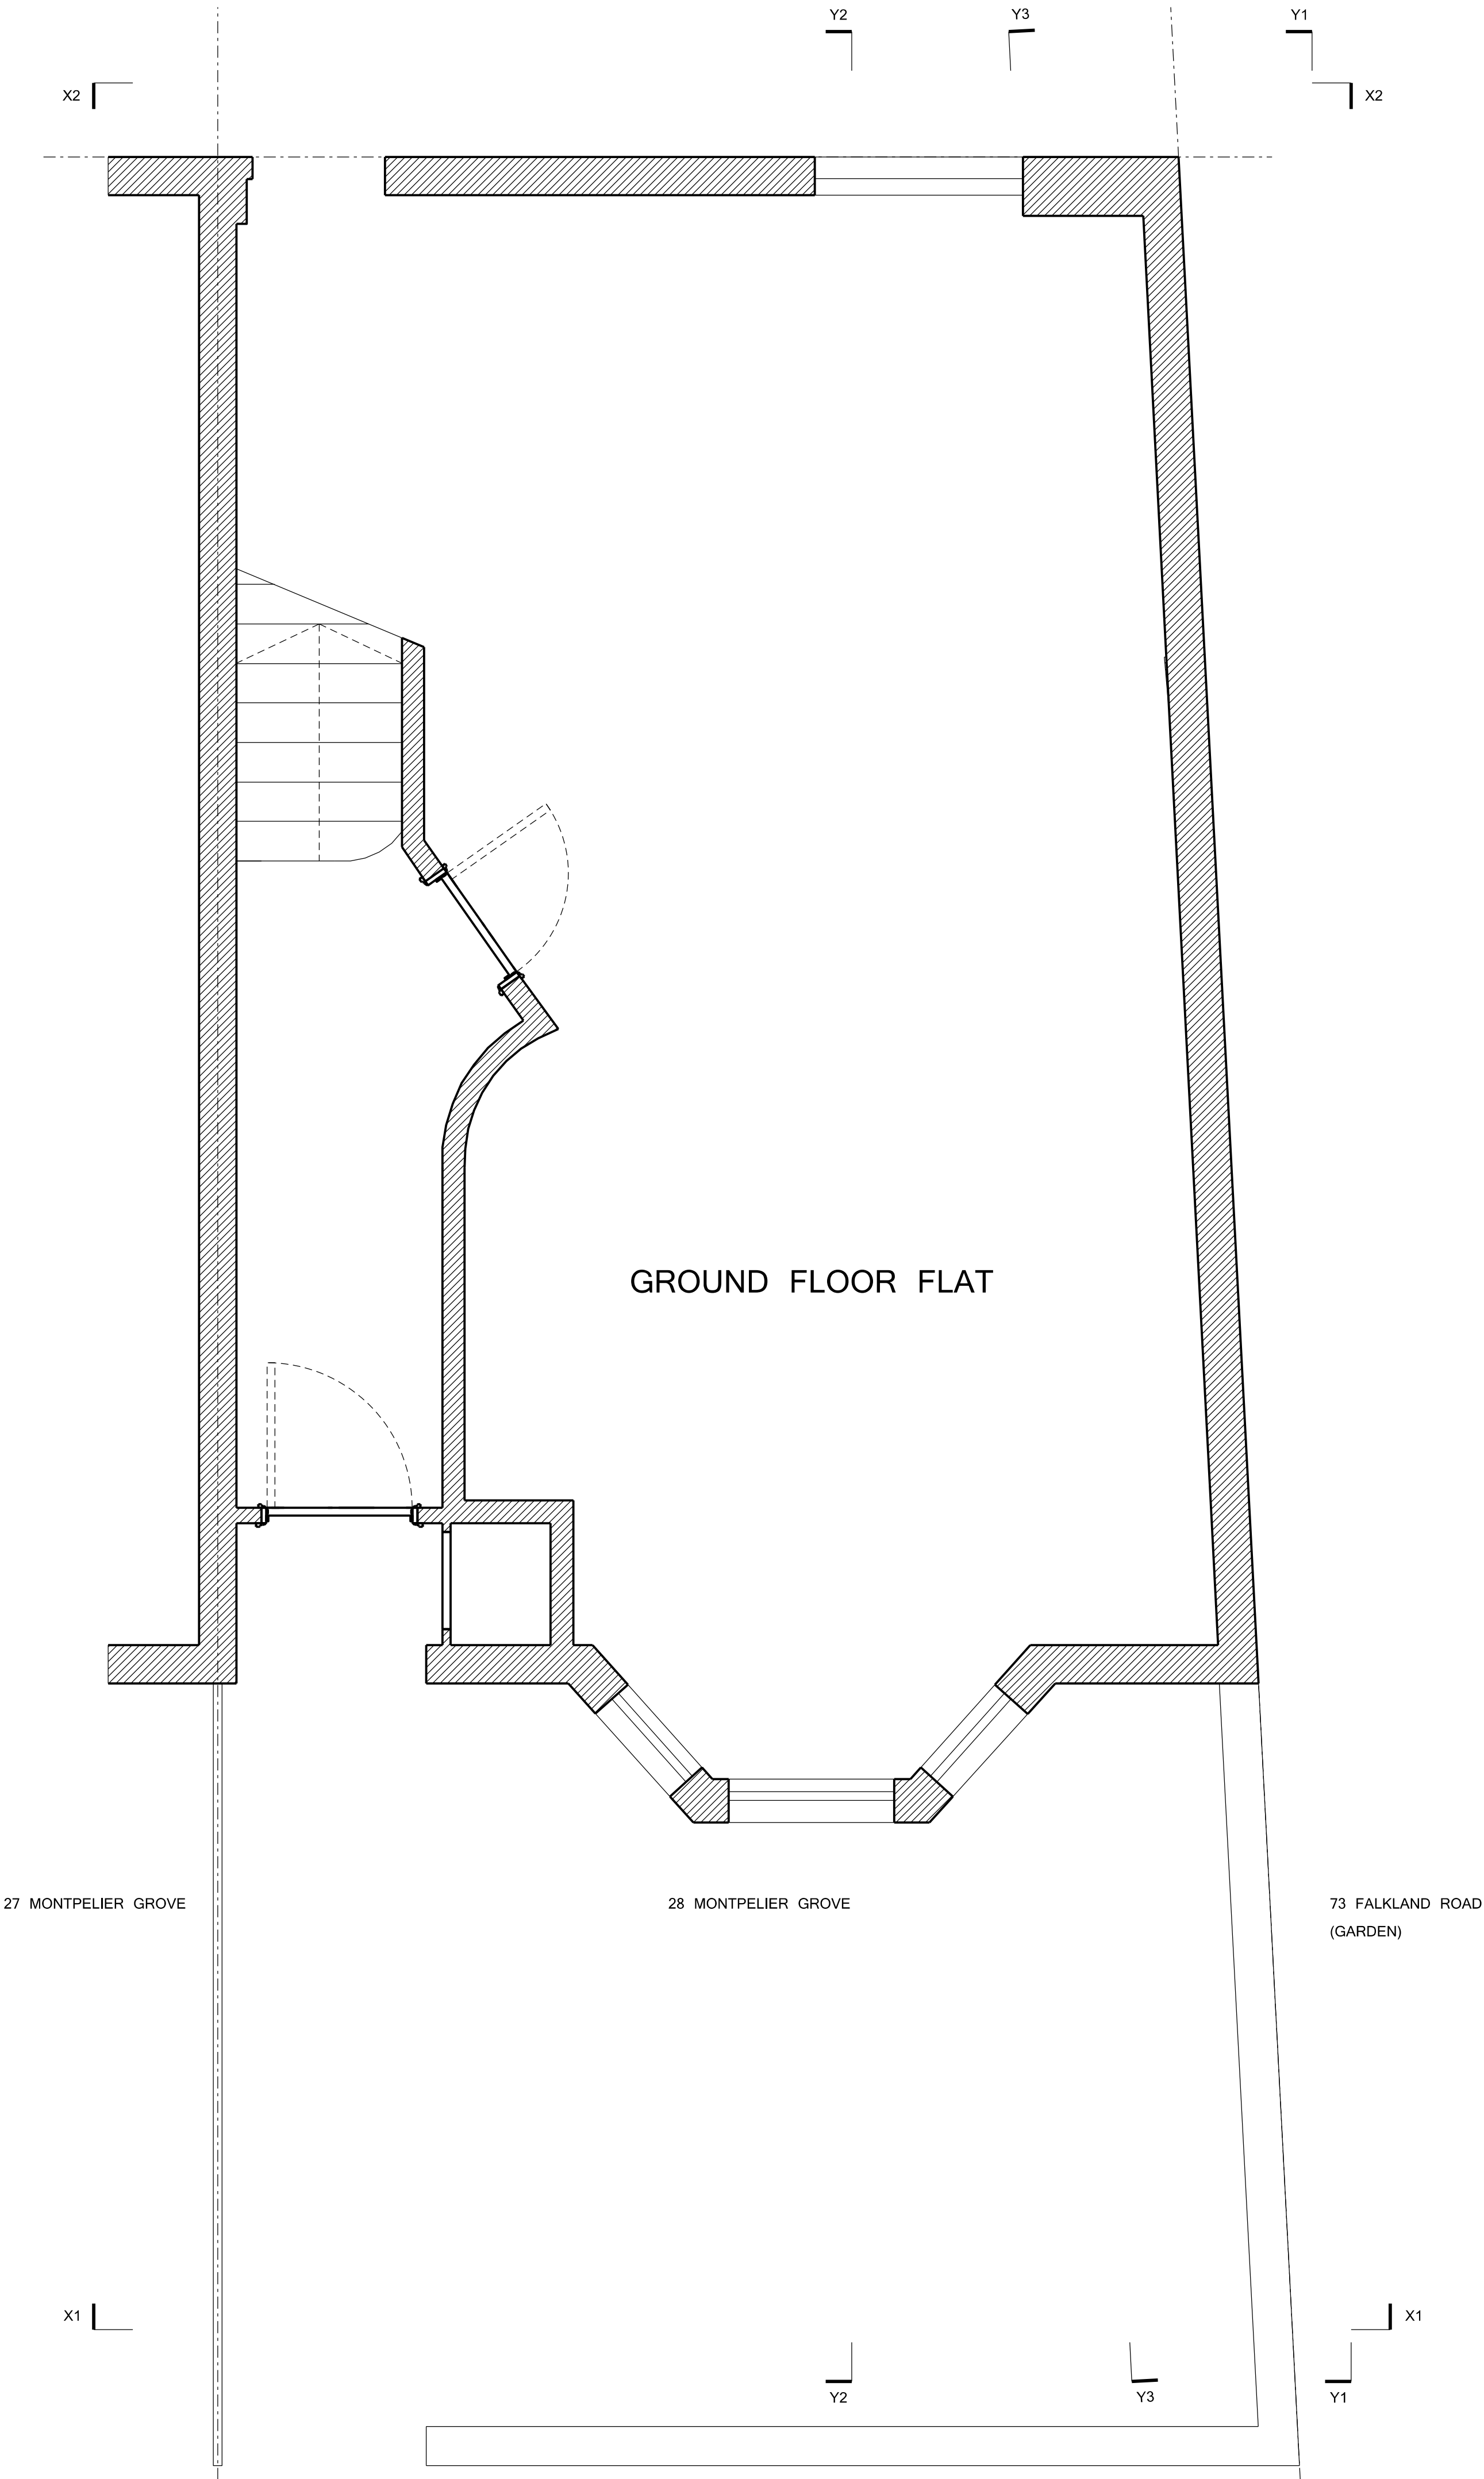 Y2
Y3
Y1
X2
X2
GROUND FLOOR FLAT
27 MONTPELIER GROVE
28 MONTPELIER GROVE
73 FALKLAND ROAD
(GARDEN)
X1
X1
Y2
Y3
Y1